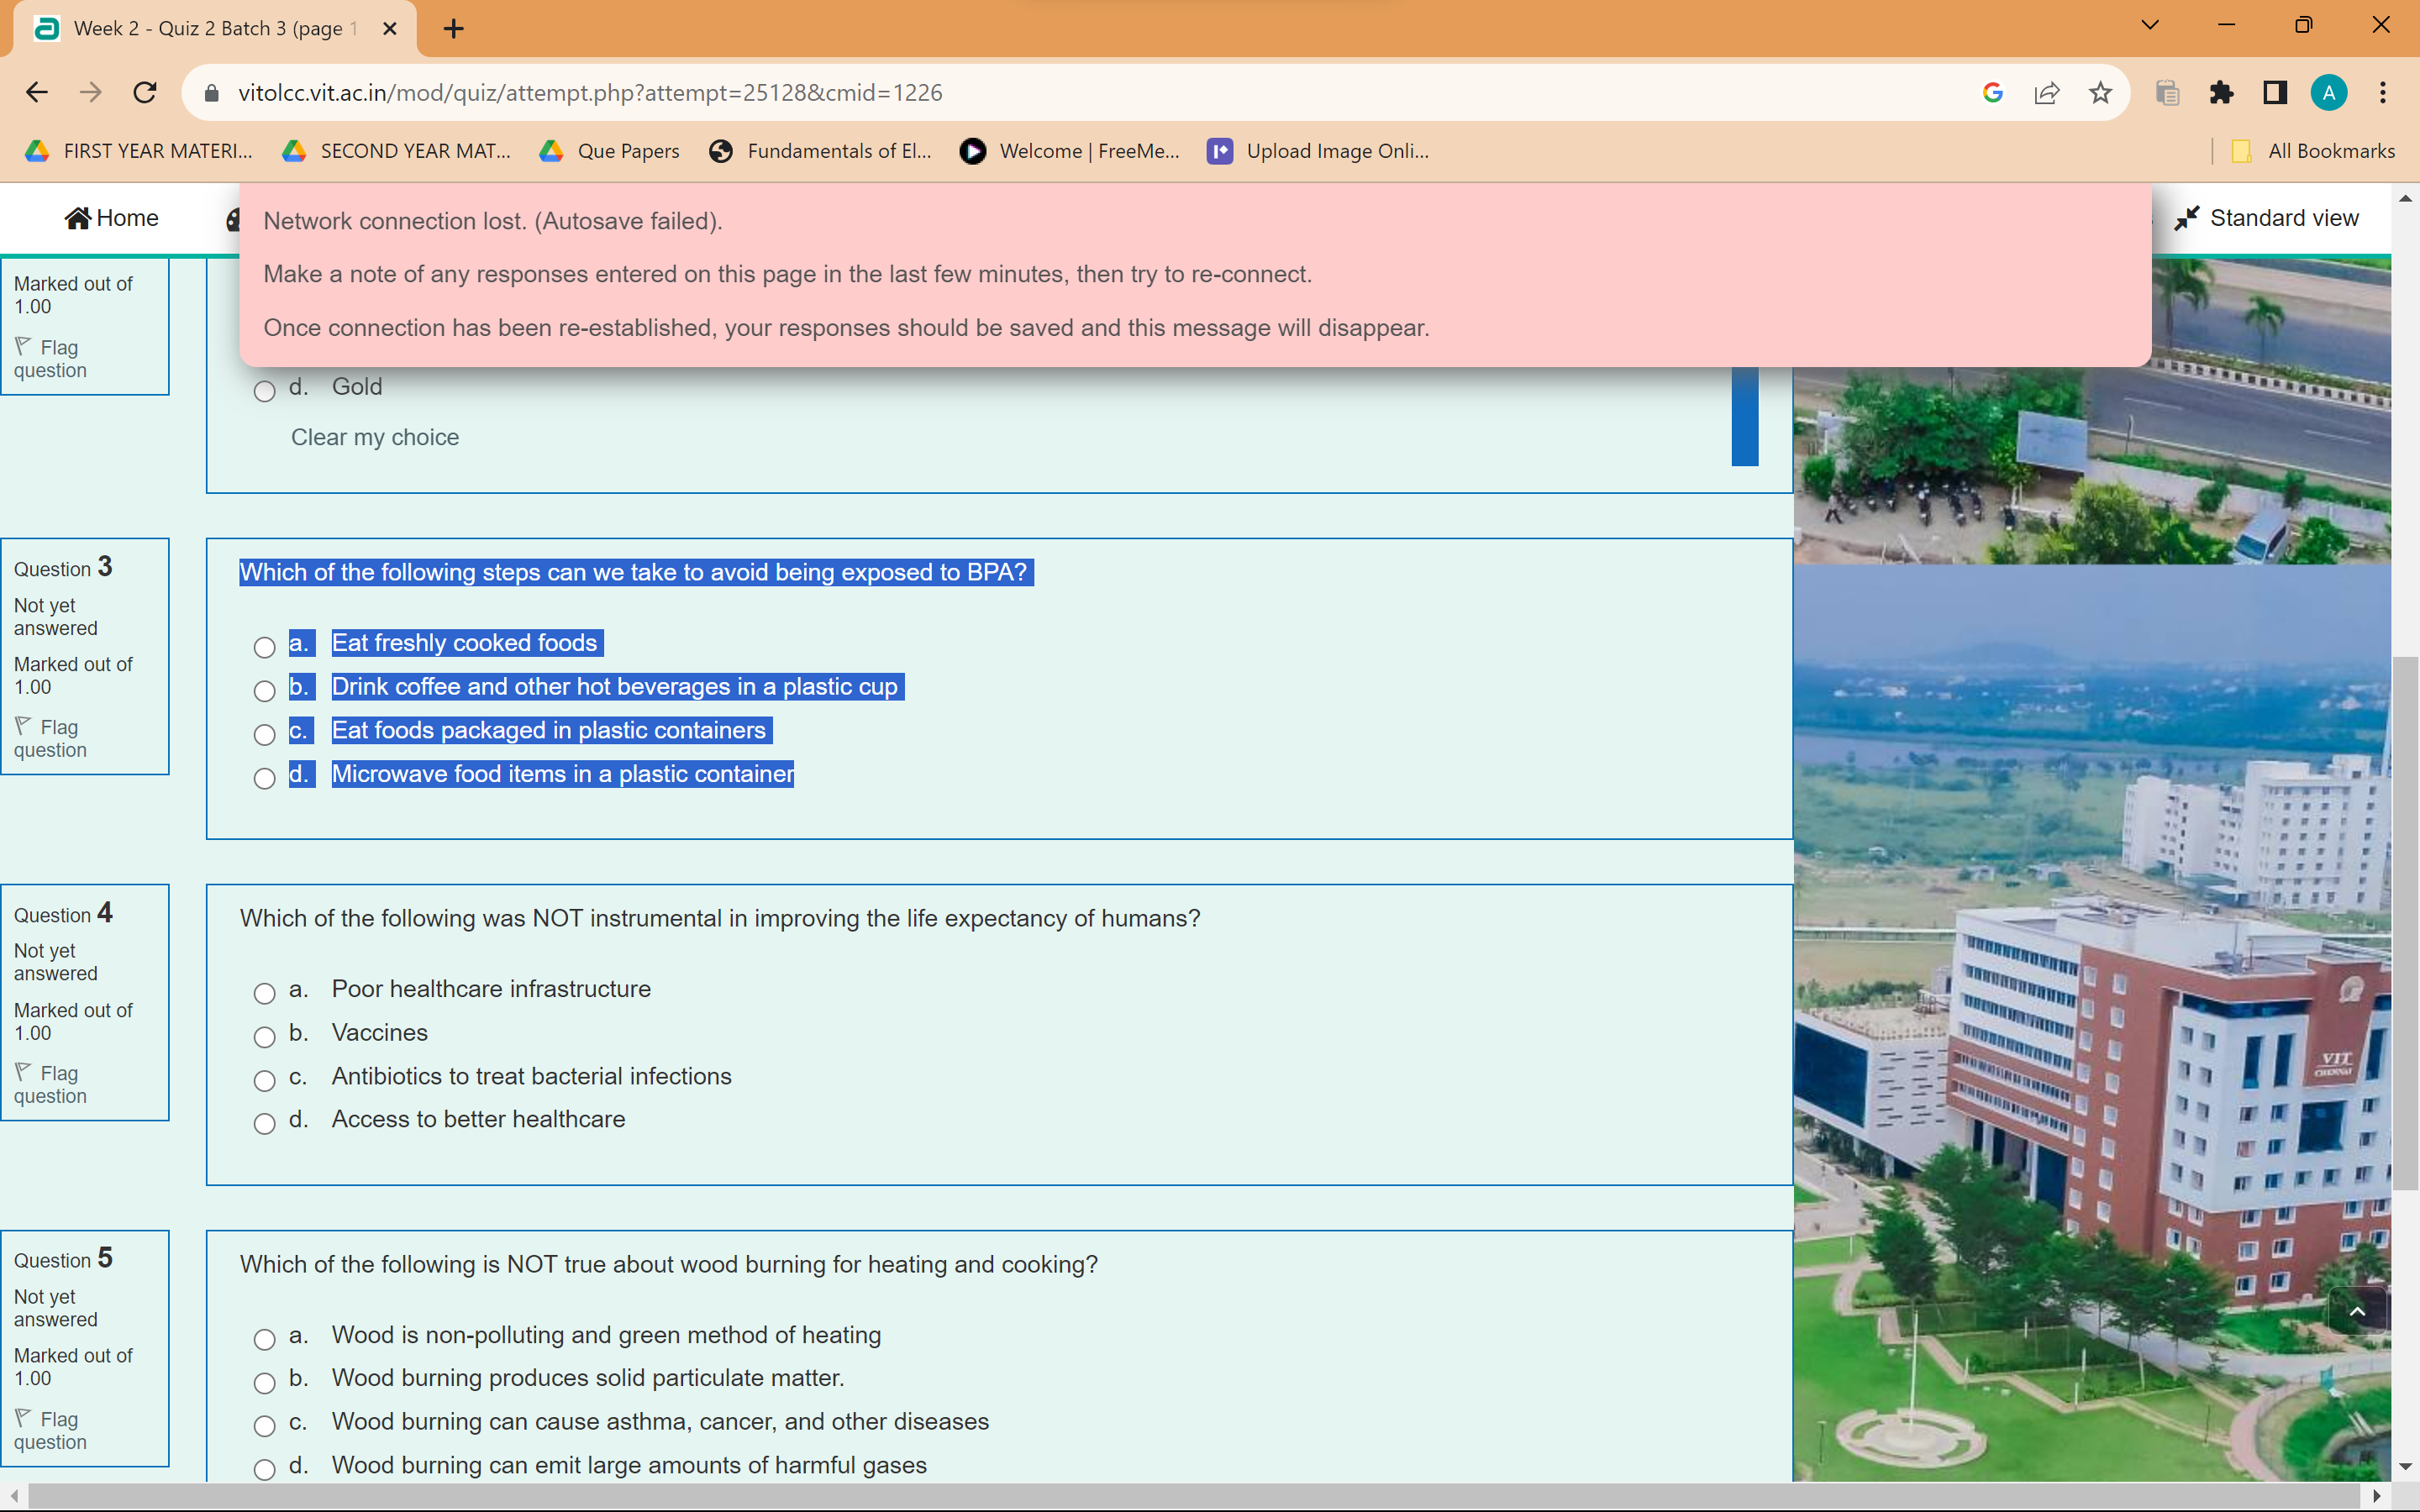 Week 2 - Quiz 2 Batch 3 (page 1
vitolcc.vit.ac.in/mod/quiz/attempt.php?attempt=25128&cmid=1226
A
FIRST YEAR MATERI...
SECOND YEAR MAT...
Que Papers
Fundamentals of El...
Welcome | FreeMe...
Upload Image Onli...
All Bookmarks
Home
Standard view
Network connection lost. (Autosave failed).
Make a note of any responses entered on this page in the last few minutes, then try to re-connect.
Once connection has been re-established, your responses should be saved and this message will disappear.
Marked out of
1.00
Flag
question
d. Gold
Clear my choice
Question 3
Not yet
answered
Marked out of
1.00
Flag
question
Which of the following steps can we take to avoid being exposed to BPA?
a. Eat freshly cooked foods
b. Drink coffee and other hot beverages in a plastic cup
c. Eat foods packaged in plastic containers
d. Microwave food items in a plastic container
Question 4
Not yet
answered
Marked out of
1.00
Flag
question
Which of the following was NOT instrumental in improving the life expectancy of humans?
a. Poor healthcare infrastructure
b. Vaccines
c. Antibiotics to treat bacterial infections
d. Access to better healthcare
Question 5
Not yet
answered
Marked out of
1.00
Flag
question
Which of the following is NOT true about wood burning for heating and cooking?
a. Wood is non-polluting and green method of heating
b. Wood burning produces solid particulate matter.
c. Wood burning can cause asthma, cancer, and other diseases
d. Wood burning can emit large amounts of harmful gases
VIT
CHENNAI